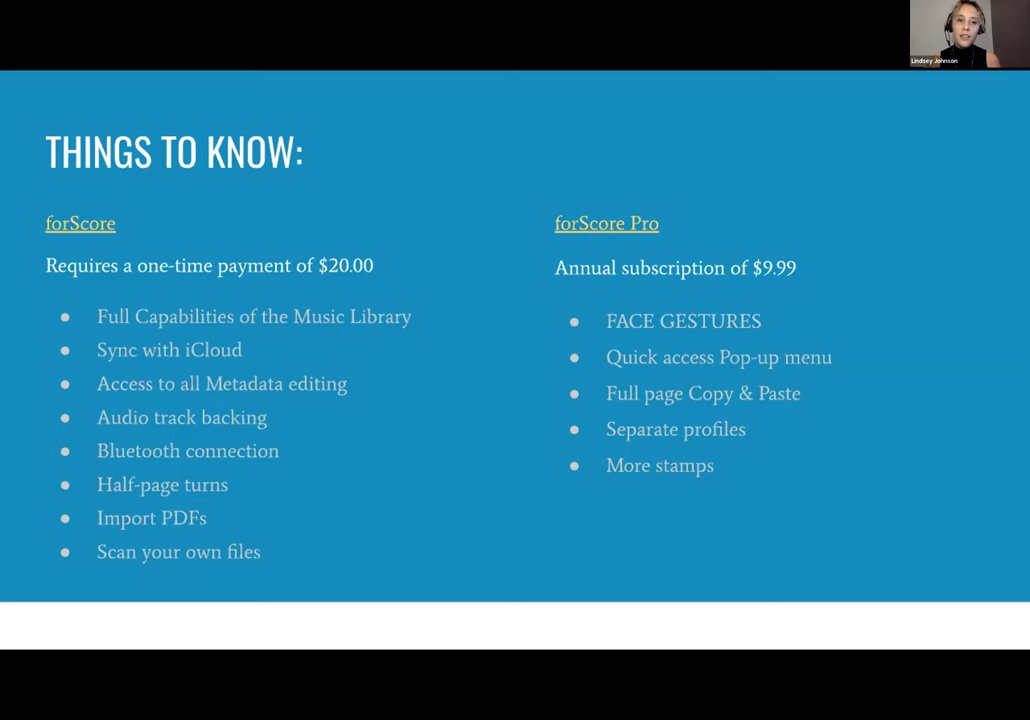 Lindsey Johnson
THINGS TO KNOW:
forScore
Requires a one-time payment of $20.00
● Full Capabilities of the Music Library
● Sync with iCloud
● Access to all Metadata editing
● Audio track backing
● Bluetooth connection
● Half-page turns
● Import PDFs
● Scan your own files
forScore Pro
Annual subscription of $9.99
● FACE GESTURES
● Quick access Pop-up menu
● Full page Copy & Paste
● Separate profiles
● More stamps